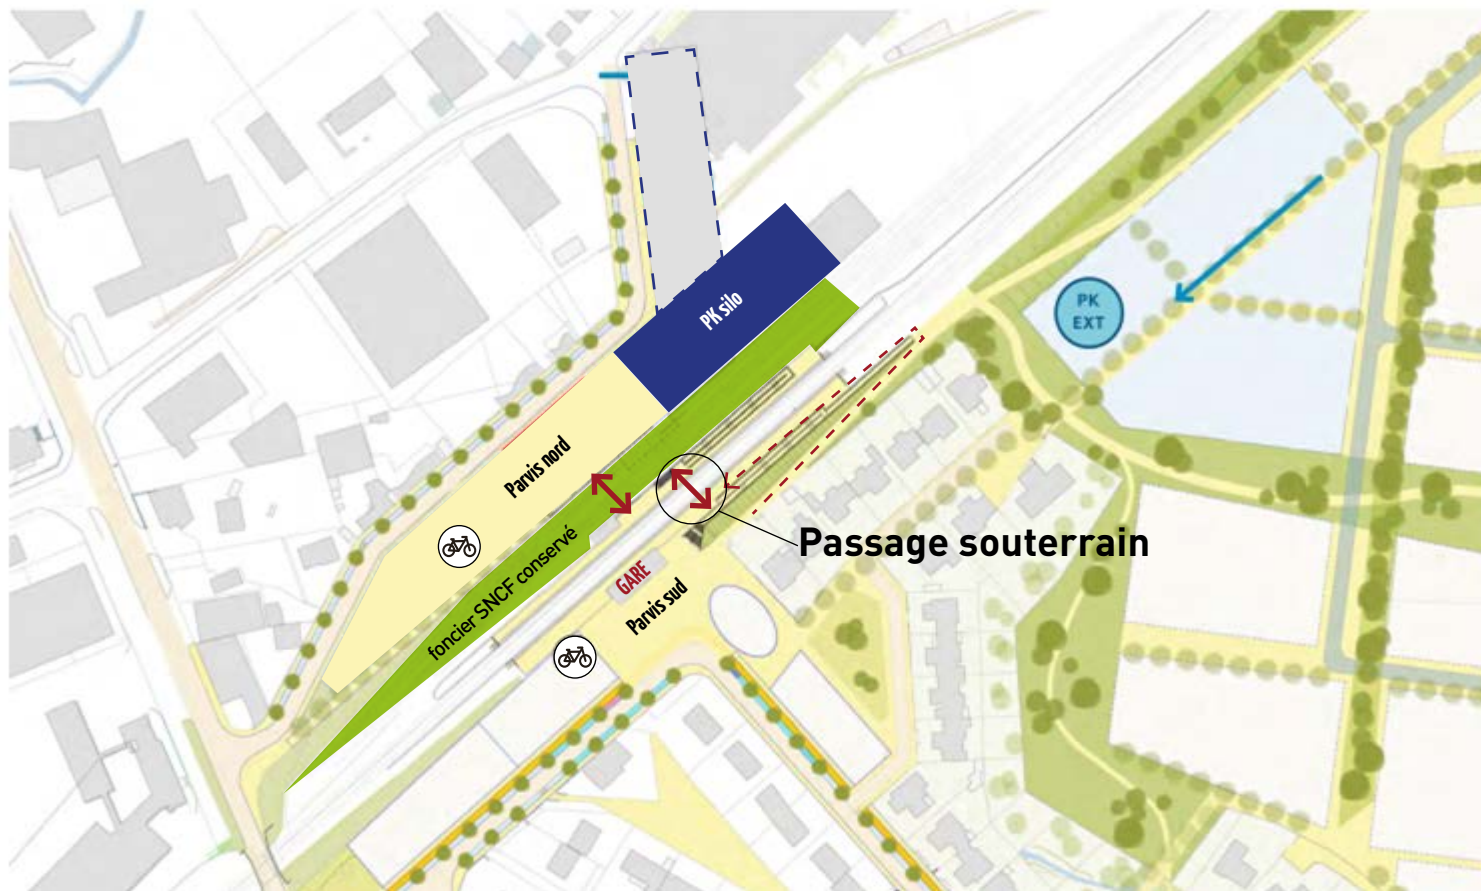 PK silo
PK
EXT
Parvis nord
Passage souterrain
foncier SNCF conservé
GARE
Parvis sud